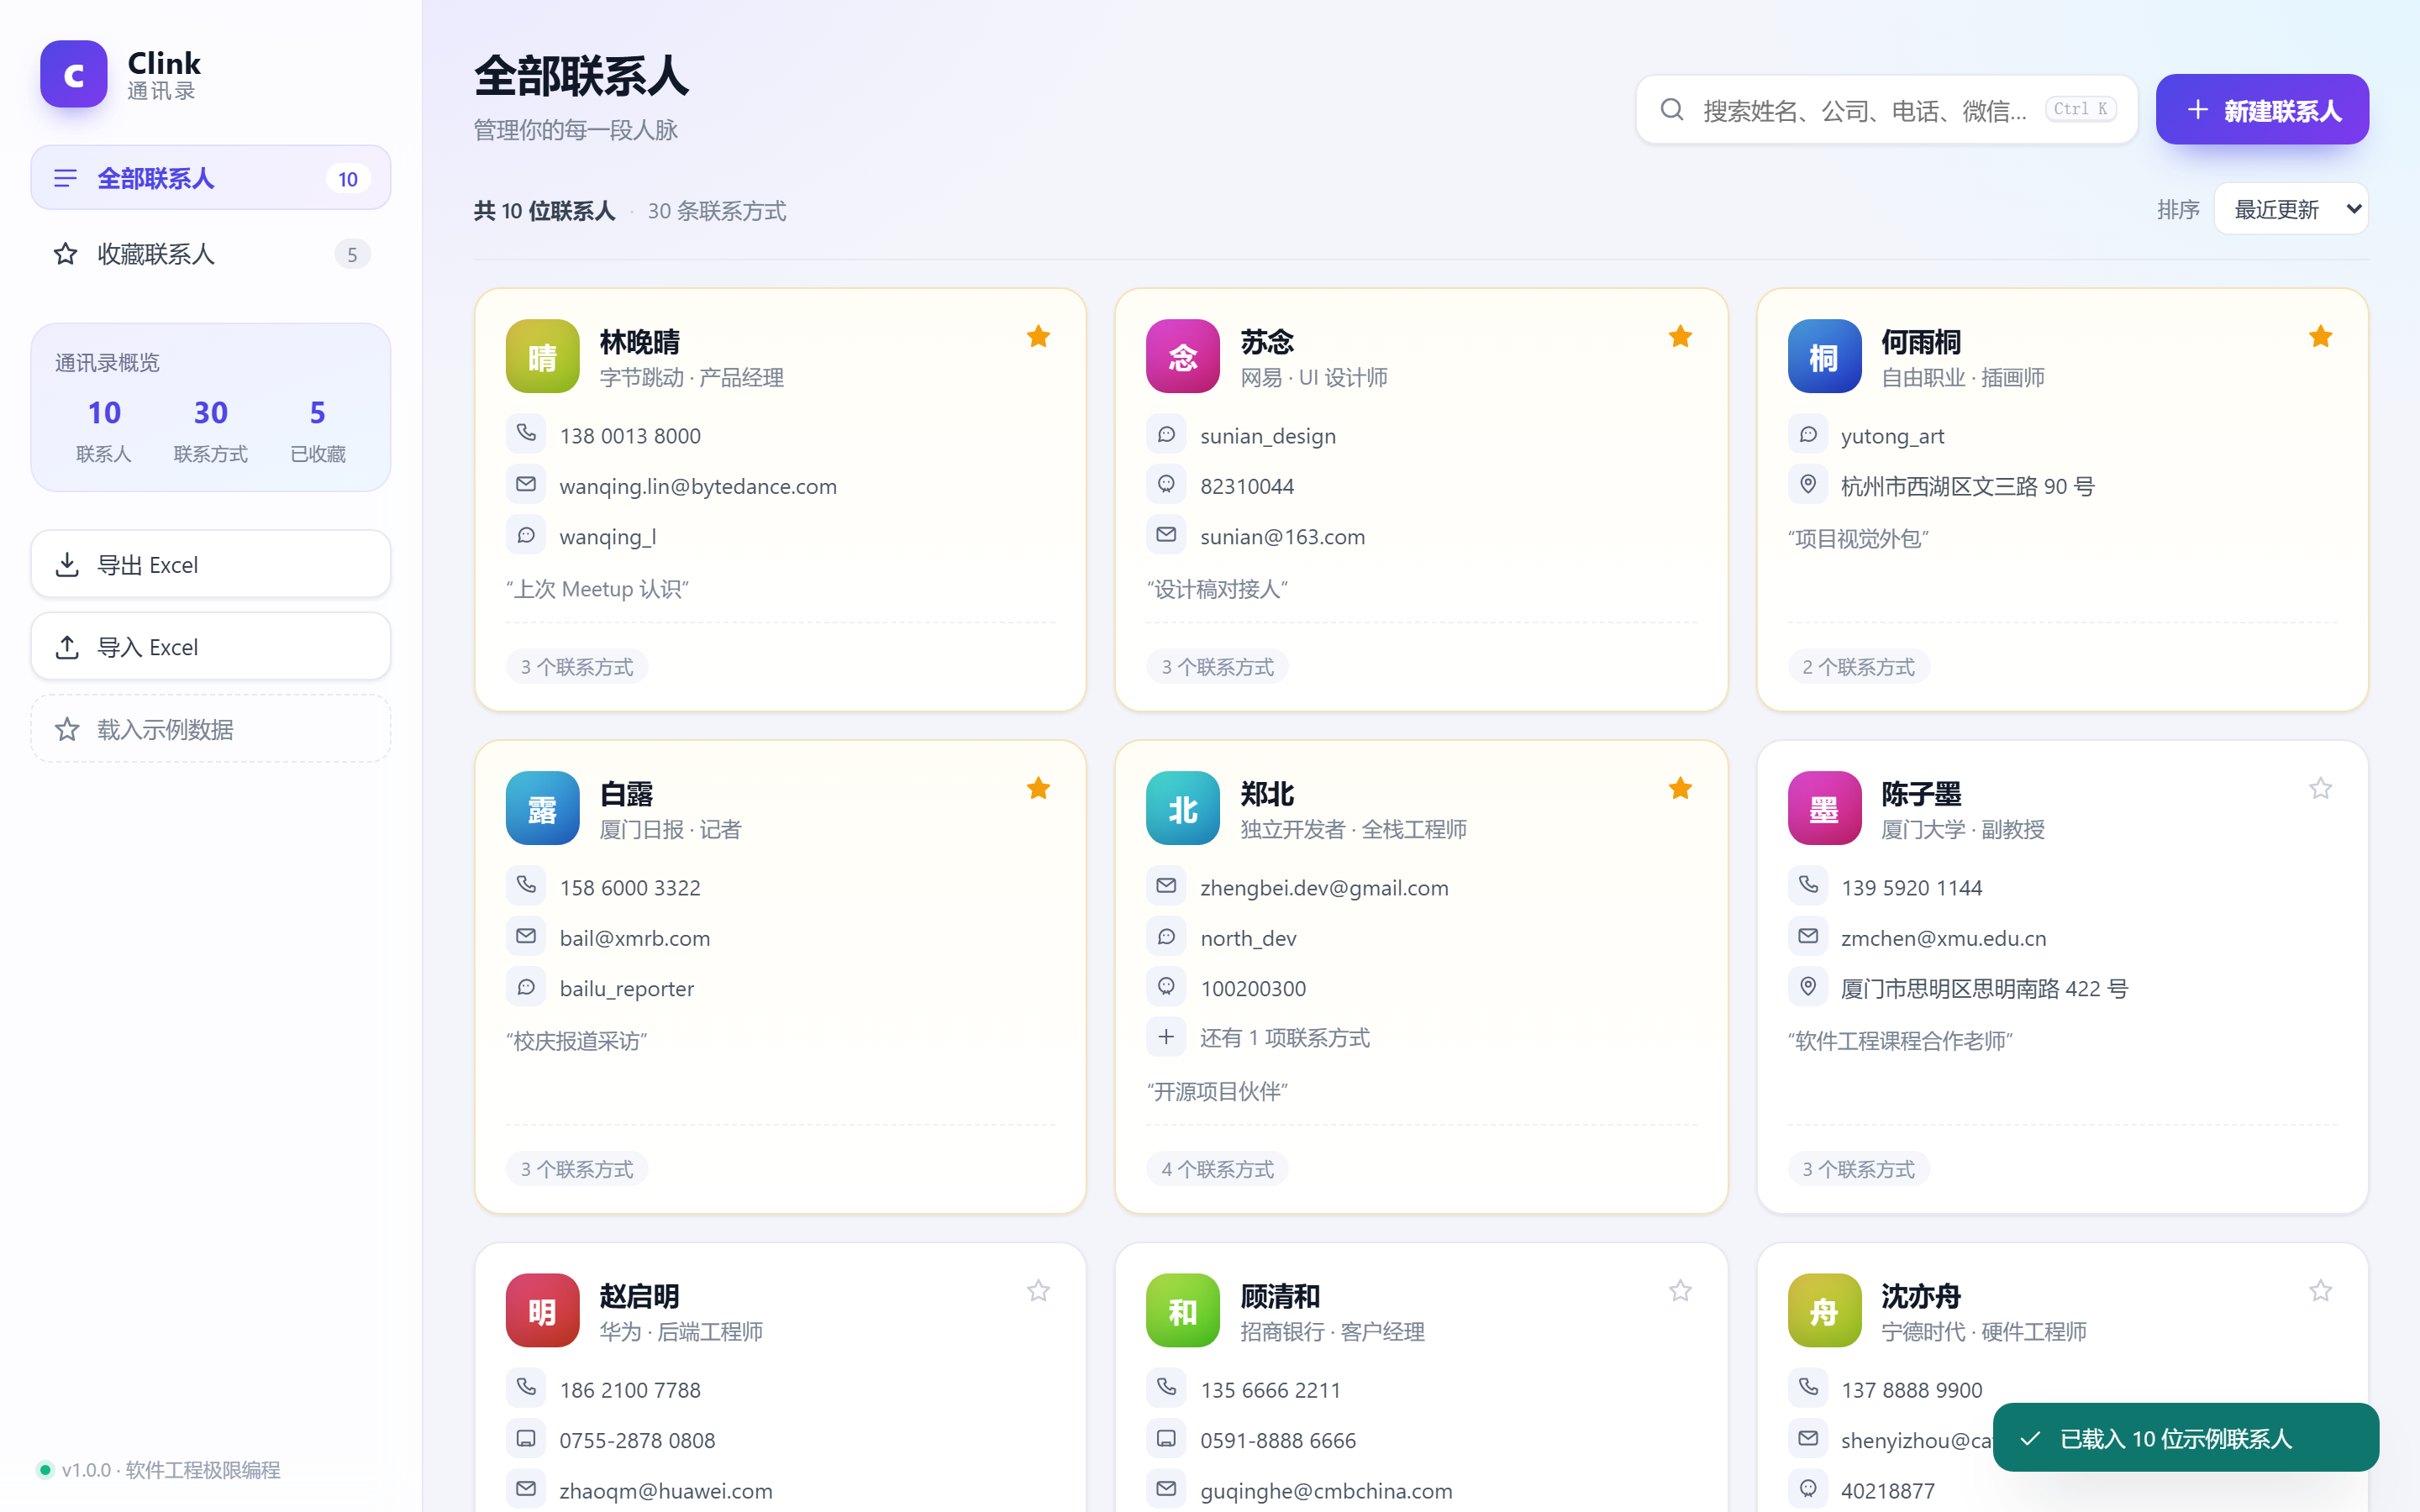 C
Clink
通讯录
全部联系人 10
收藏联系人 5
通讯录概览
10 30 5
联系人 联系方式 已收藏
导出 Excel
导入 Excel
载入示例数据
v1.0.0 · 软件工程极限编程
全部联系人
管理你的每一段人脉
搜索姓名、公司、电话、微信... Ctrl K
新建联系人
共 10 位联系人 · 30 条联系方式
排序 最近更新
晴
林晚晴
字节跳动 · 产品经理
138 0013 8000
wanqing.lin@bytedance.com
wanqing_l
“上次 Meetup 认识”
3 个联系方式
念
苏念
网易 · UI 设计师
sunian_design
82310044
sunian@163.com
“设计稿对接人”
3 个联系方式
桐
何雨桐
自由职业 · 插画师
yutong_art
杭州市西湖区文三路 90 号
“项目视觉外包”
2 个联系方式
露
白露
厦门日报 · 记者
158 6000 3322
bail@xmrb.com
bailu_reporter
“校庆报道采访”
3 个联系方式
北
郑北
独立开发者 · 全栈工程师
zhengbei.dev@gmail.com
north_dev
100200300
还有 1 项联系方式
“开源项目伙伴”
4 个联系方式
墨
陈子墨
厦门大学 · 副教授
139 5920 1144
zmchen@xmu.edu.cn
厦门市思明区思明南路 422 号
“软件工程课程合作老师”
3 个联系方式
明
赵启明
华为 · 后端工程师
186 2100 7788
0755-2878 0808
zhaoqm@huawei.com
和
顾清和
招商银行 · 客户经理
135 6666 2211
0591-8888 6666
guqinghe@cmbchina.com
舟
沈亦舟
宁德时代 · 硬件工程师
137 8888 9900
shenyizhou@ca
40218877
已载入 10 位示例联系人